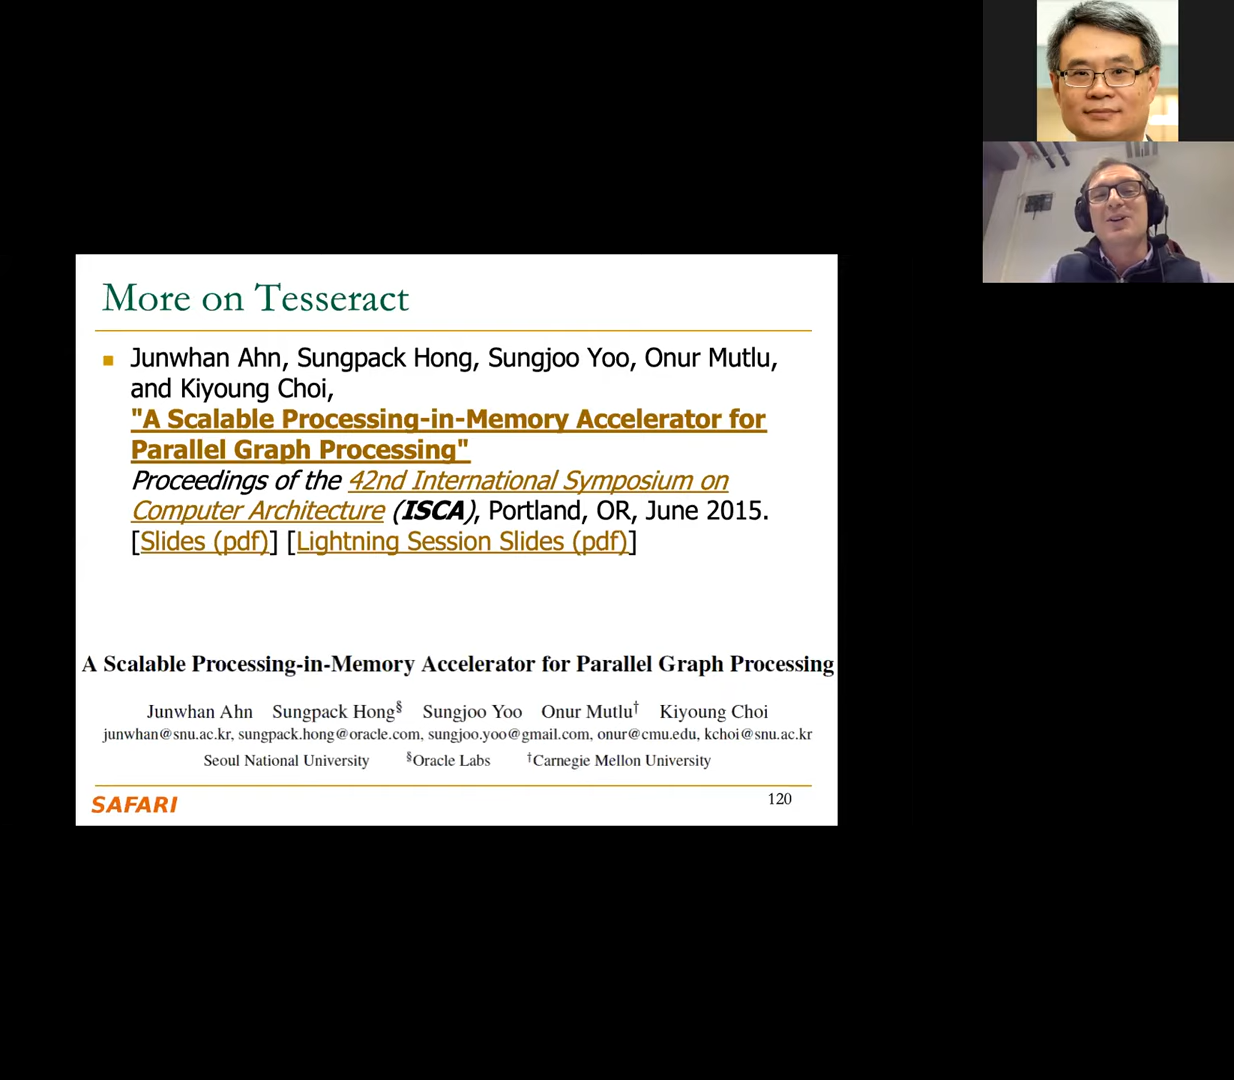 More on Tesseract
Junwhan Ahn, Sungpack Hong, Sungjoo Yoo, Onur Mutlu,
and Kiyoung Choi,
"A Scalable Processing-in-Memory Accelerator for
Parallel Graph Processing"
Proceedings of the 42nd International Symposium on
Computer Architecture (ISCA), Portland, OR, June 2015.
[Slides (pdf)] [Lightning Session Slides (pdf)]
A Scalable Processing-in-Memory Accelerator for Parallel Graph Processing
Junwhan Ahn Sungpack Hong§ Sungjoo Yoo Onur Mutlu† Kiyoung Choi
junwhan@snu.ac.kr, sungpack.hong@oracle.com, sungjoo.yoo@gmail.com, onur@cmu.edu, kchoi@snu.ac.kr
Seoul National University §Oracle Labs †Carnegie Mellon University
SAFARI
120